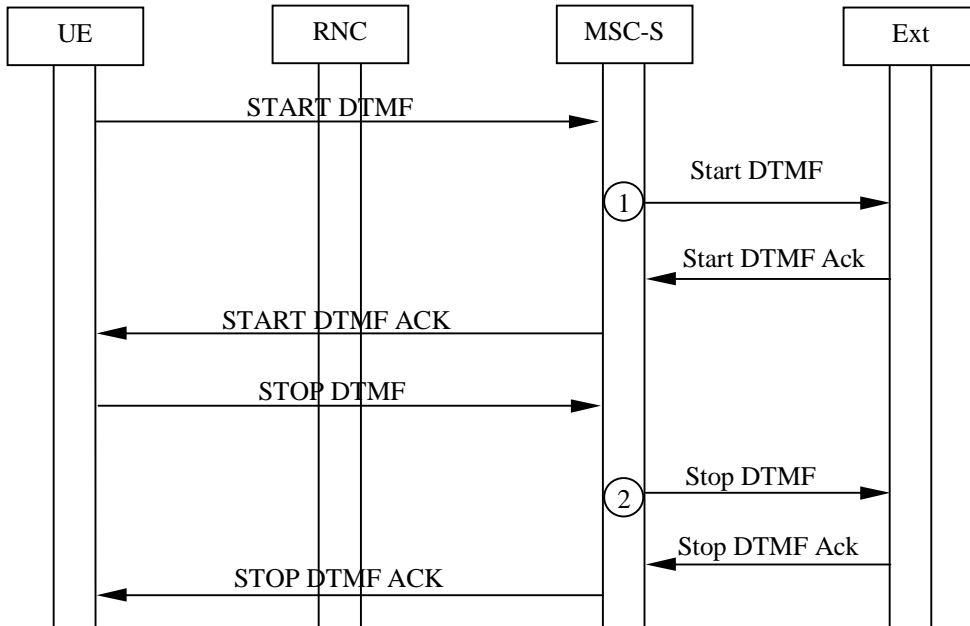 UE
RNC
MSC-S
Ext
START DTMF
Start DTMF
1
Start DTMF Ack
START DTMF ACK
STOP DTMF
Stop DTMF
2
Stop DTMF Ack
STOP DTMF ACK